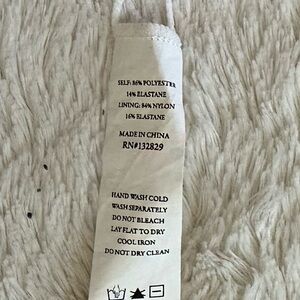 SELF: 86% POLYESTER
14% ELASTANE
LINING: 84% NYLON
16% ELASTANE
MADE IN CHINA
RN#132829
HAND WASH COLD
WASH SEPARATELY
DO NOT BLEACH
LAY FLAT TO DRY
COOL IRON
DO NOT DRY CLEAN